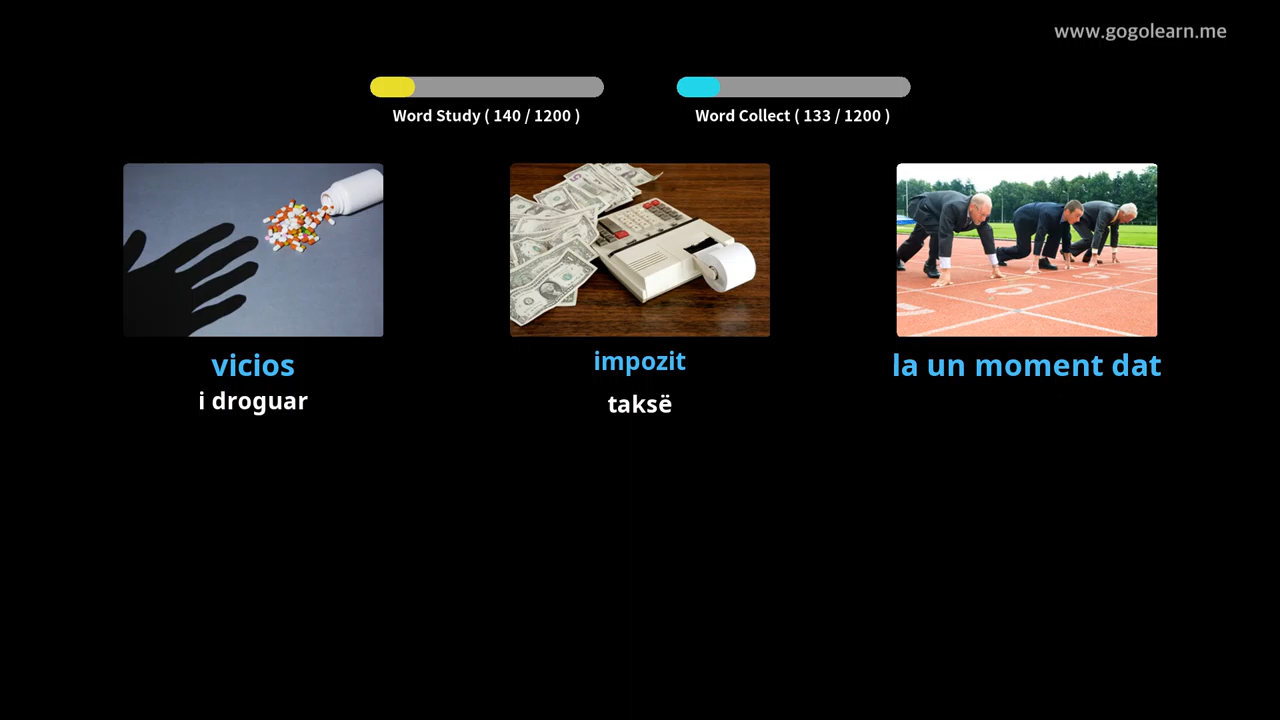 www.gogolearn.me
Word Study ( 140 / 1200 )
Word Collect ( 133 / 1200 )
vicios
i droguar
impozit
taksë
la un moment dat